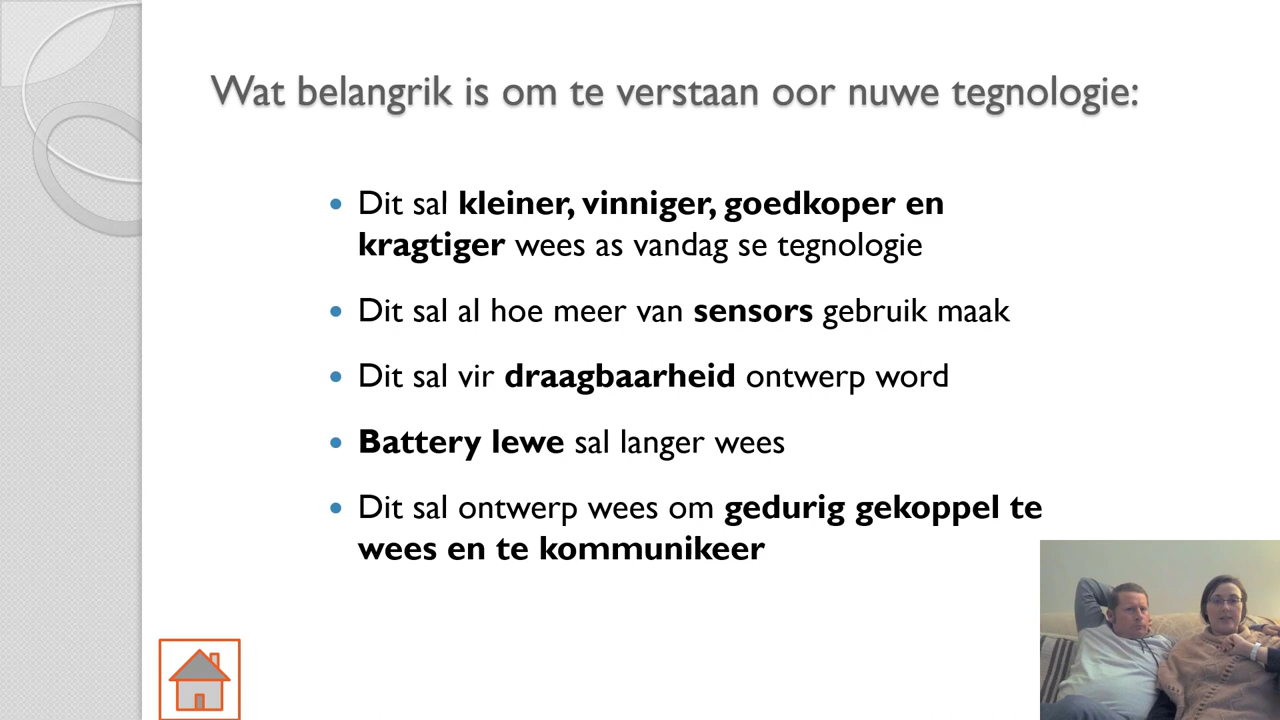 Wat belangrik is om te verstaan oor nuwe tegnologie:
Dit sal kleiner, vinniger, goedkoper en
kragtiger wees as vandag se tegnologie
Dit sal al hoe meer van sensors gebruik maak
Dit sal vir draagbaarheid ontwerp word
Battery lewe sal langer wees
Dit sal ontwerp wees om gedurig gekoppel te
wees en te kommunikeer